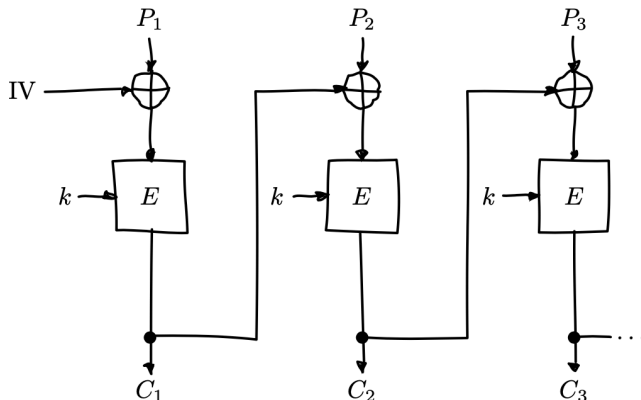 P₁ P₂ P₃
IV
k E k E k E
...
C₁ C₂ C₃